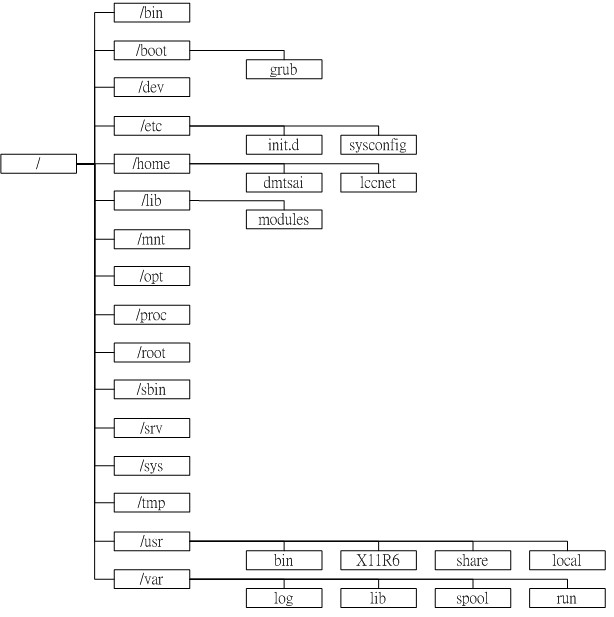 /bin
/boot
grub
/dev
/etc
init.d sysconfig
/
/home
dmtsai lccnet
/lib
modules
/mnt
/opt
/proc
/root
/sbin
/srv
/sys
/tmp
/usr
bin X11R6 share local
/var
log lib spool run